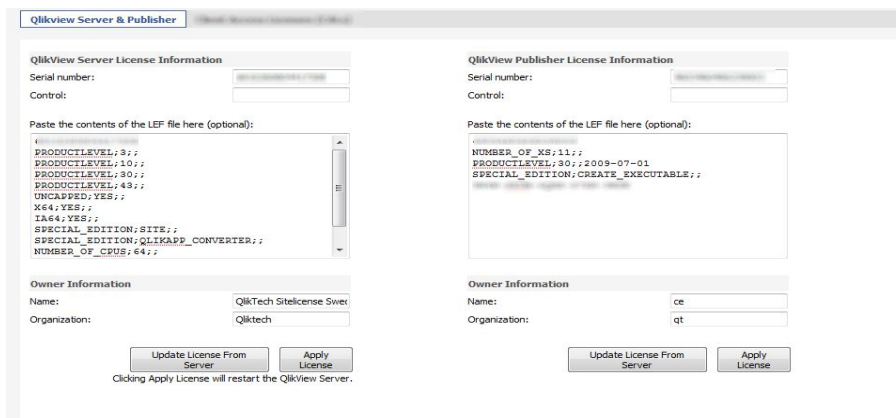 Qlikview Server & Publisher
QlikView Server License Information
Serial number:
Control:
Paste the contents of the LEF file here (optional):
PRODUCTLEVEL;3;;
PRODUCTLEVEL;10;;
PRODUCTLEVEL;30;;
PRODUCTLEVEL;43;;
UNCAPPED;YES;;
X64;YES;;
IA64;YES;;
SPECIAL_EDITION;SITE;;
SPECIAL_EDITION;QLIKAPP_CONVERTER;;
NUMBER_OF_CPUS;64;;
Owner Information
Name: QlikTech Sitelicense Swec
Organization: Qliktech
Update License From Server
Apply License
Clicking Apply License will restart the QlikView Server.
QlikView Publisher License Information
Serial number:
Control:
Paste the contents of the LEF file here (optional):
NUMBER_OF_XS;11;;
PRODUCTLEVEL;30;;2009-07-01
SPECIAL_EDITION;CREATE_EXECUTABLE;;
Owner Information
Name: ce
Organization: qt
Update License From Server
Apply License